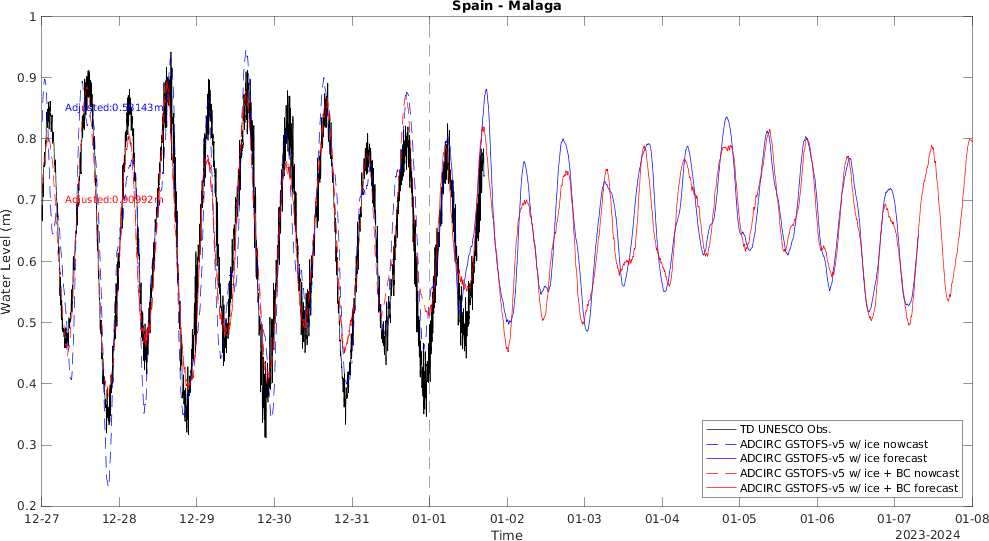 Spain - Malaga
1
0.9
0.8
0.7
0.6
0.5
0.4
0.3
0.2
Water Level (m)
Adjusted:0.53143m
Adjusted:0.90992m
TD UNESCO Obs.
ADCIRC GSTOFS-v5 w/ ice nowcast
ADCIRC GSTOFS-v5 w/ ice forecast
ADCIRC GSTOFS-v5 w/ ice + BC nowcast
ADCIRC GSTOFS-v5 w/ ice + BC forecast
12-27 12-28 12-29 12-30 12-31 01-01 01-02 01-03 01-04 01-05 01-06 01-07 01-08
Time
2023-2024